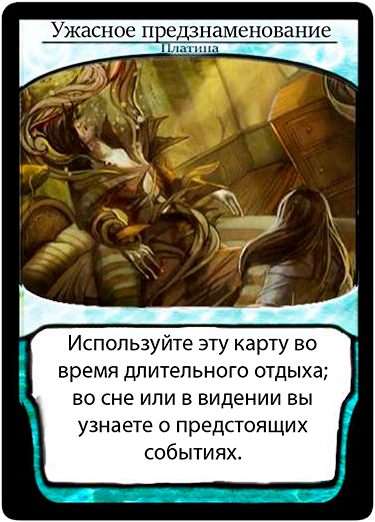 Ужасное предзнаменование
Платина
Используйте эту карту во
время длительного отдыха;
во сне или в видении вы
узнаете о предстоящих
событиях.